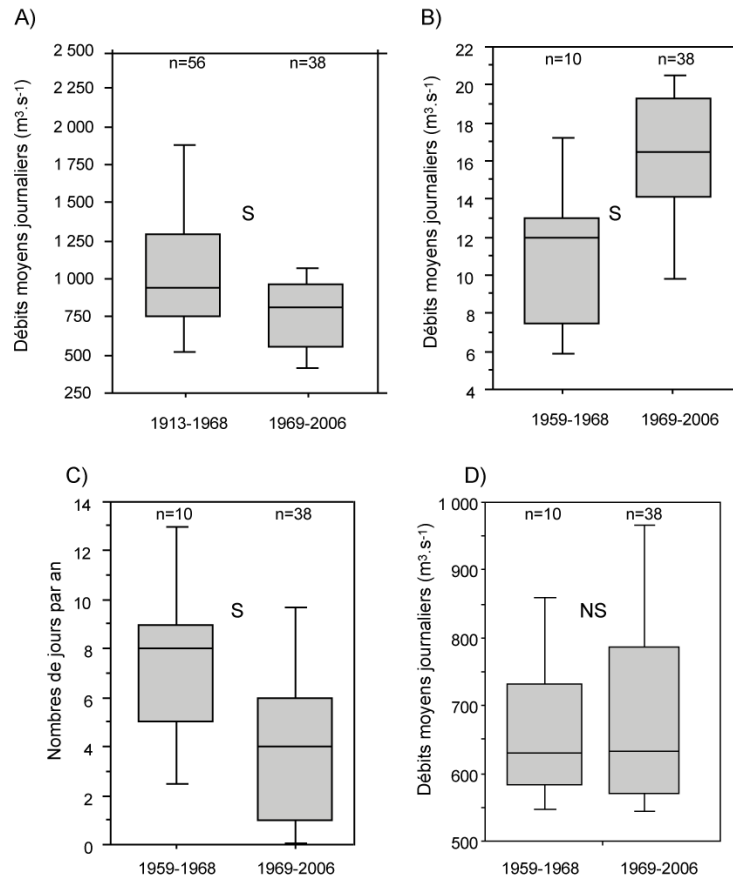 A)
Débits moyens journaliers (m³.s⁻¹)
2 500
2 250
2 000
1 750
1 500
1 250
1 000
750
500
250
n=56
n=38
S
1913-1968
1969-2006
B)
Débits moyens journaliers (m³.s⁻¹)
22
20
18
16
14
12
10
8
6
4
n=10
n=38
S
1959-1968
1969-2006
C)
Nombres de jours par an
14
12
10
8
6
4
2
0
n=10
n=38
S
1959-1968
1969-2006
D)
Débits moyens journaliers (m³.s⁻¹)
1 000
900
800
700
600
500
n=10
n=38
NS
1959-1968
1969-2006